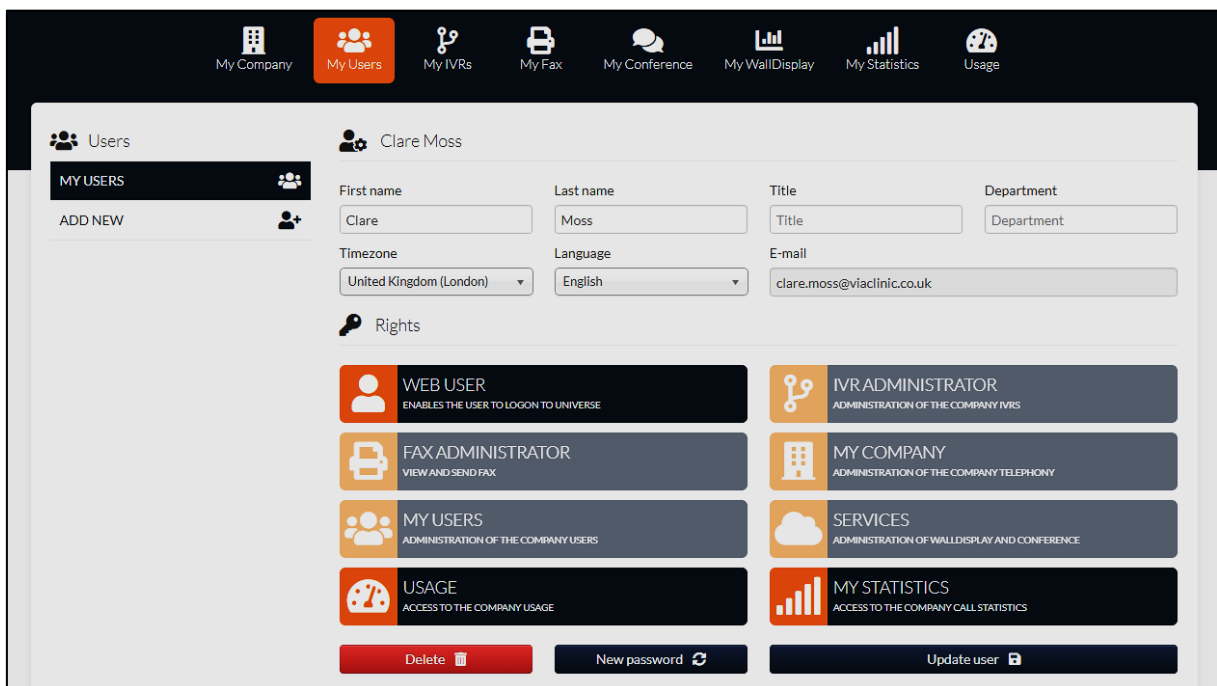 My Company My Users My IVRs My Fax My Conference My WallDisplay My Statistics Usage
Users
MY USERS
ADD NEW
Clare Moss
First name Last name Title Department
Clare Moss Title Department
Timezone Language E-mail
United Kingdom (London) English clare.moss@viaclinic.co.uk
Rights
WEB USER
ENABLES THE USER TO LOGON TO UNIVERSE
IVR ADMINISTRATOR
ADMINISTRATION OF THE COMPANY IVRS
FAX ADMINISTRATOR
VIEW AND SEND FAX
MY COMPANY
ADMINISTRATION OF THE COMPANY TELEPHONY
MY USERS
ADMINISTRATION OF THE COMPANY USERS
SERVICES
ADMINISTRATION OF WALLDISPLAY AND CONFERENCE
USAGE
ACCESS TO THE COMPANY USAGE
MY STATISTICS
ACCESS TO THE COMPANY CALL STATISTICS
Delete New password Update user